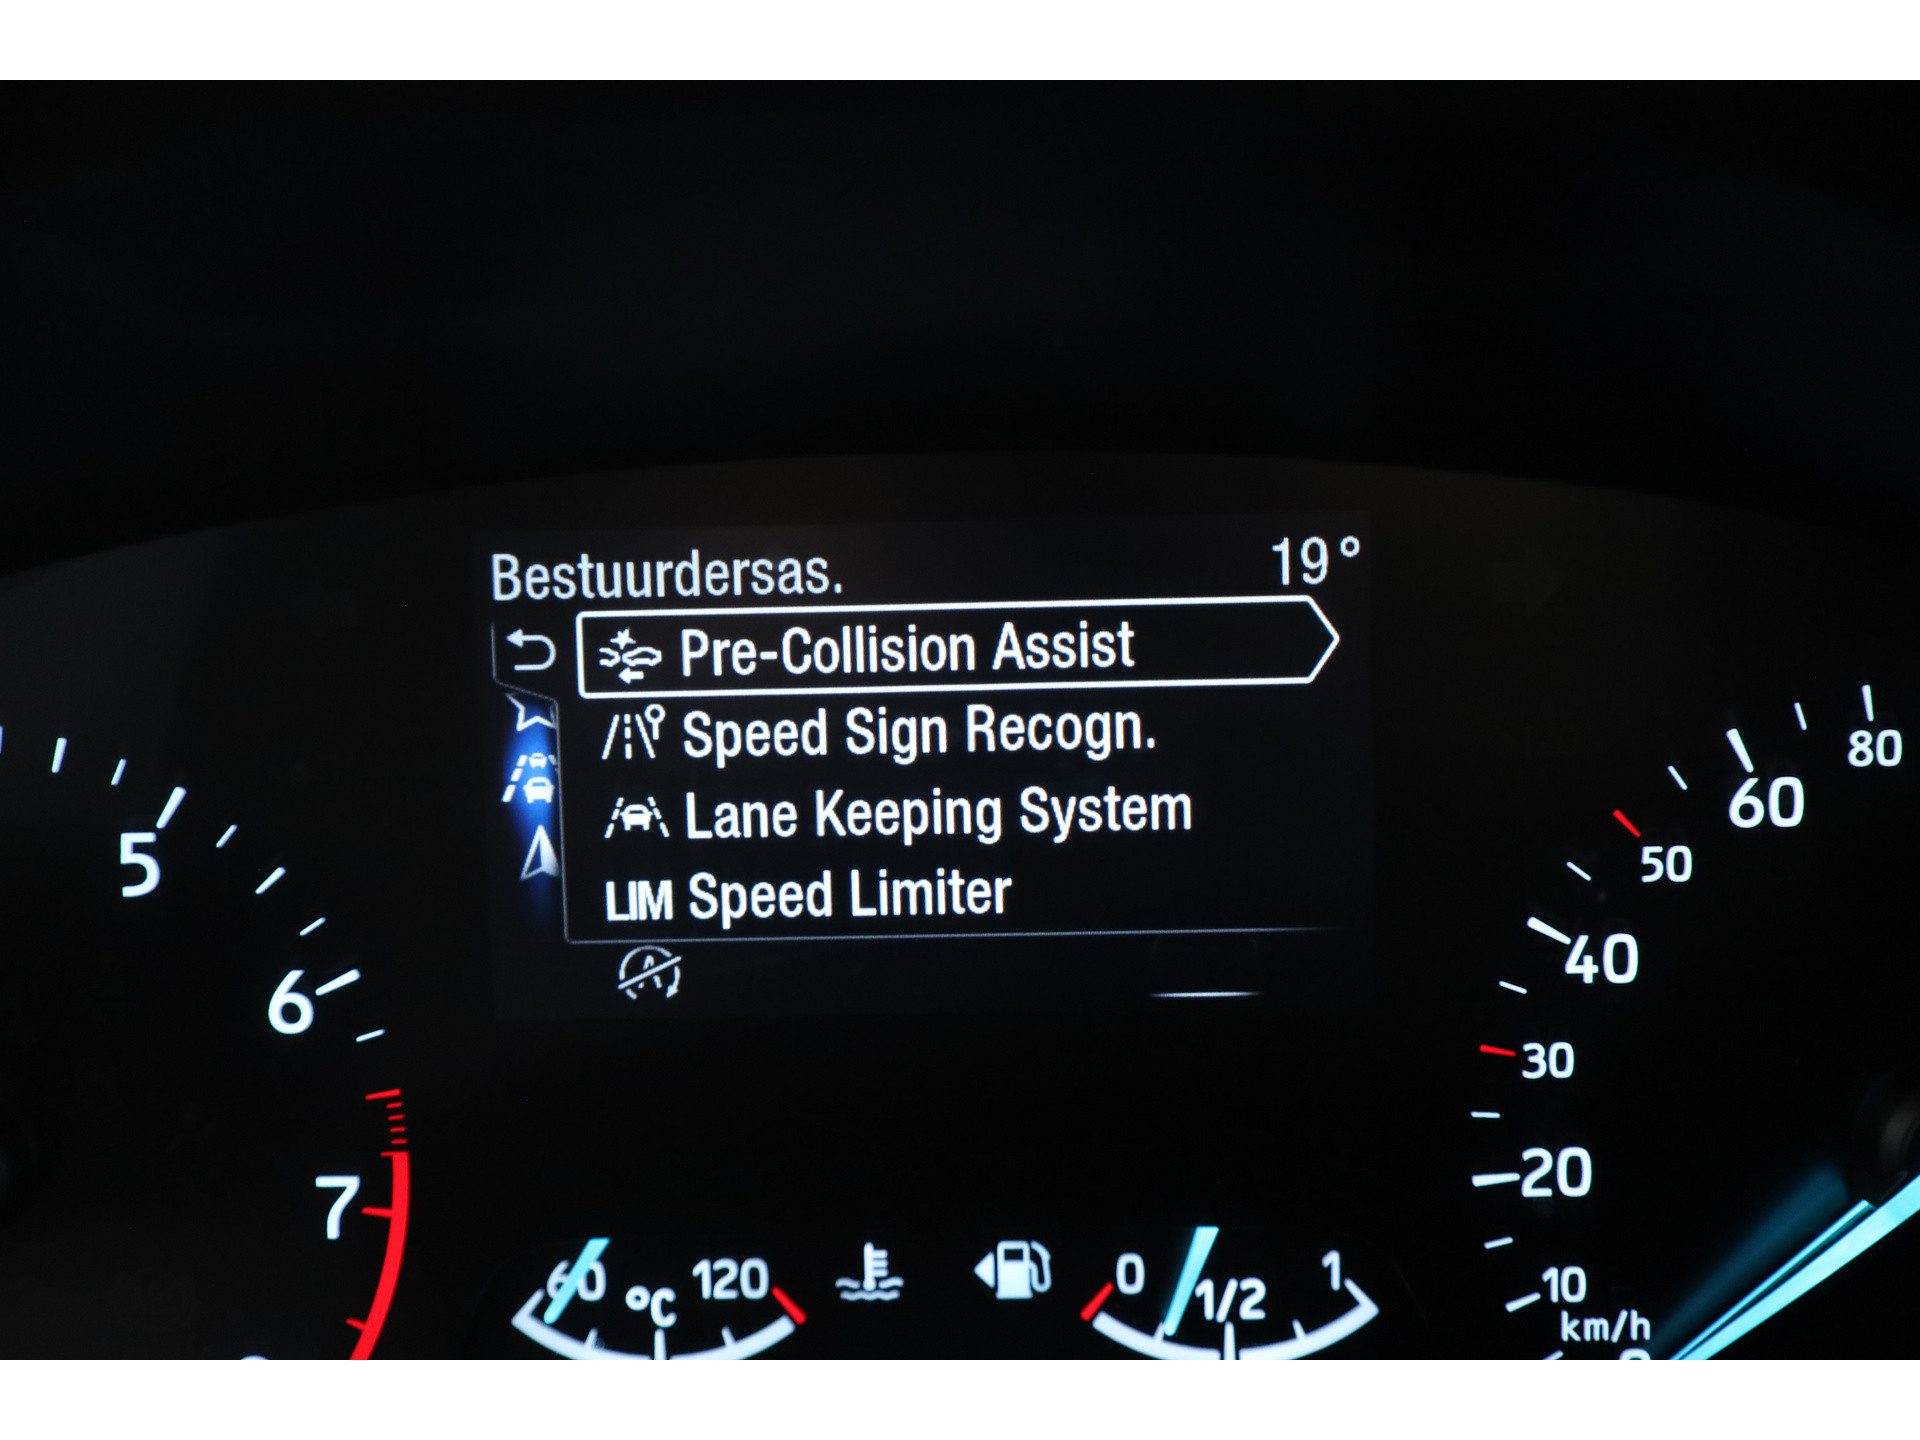 Bestuurdersas. 19°
Pre-Collision Assist
Speed Sign Recogn.
Lane Keeping System
LIM Speed Limiter
A
5
6
7
60 °C 120
0 1/2 1
80
60
50
40
30
20
10
km/h